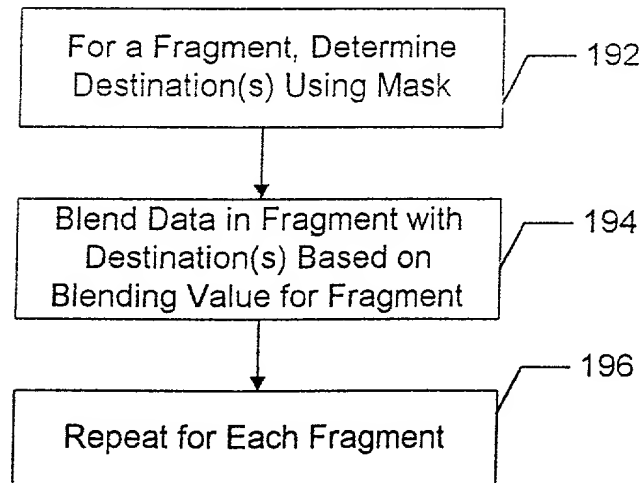 For a Fragment, Determine
Destination(s) Using Mask
192
Blend Data in Fragment with
Destination(s) Based on
Blending Value for Fragment
194
Repeat for Each Fragment
196